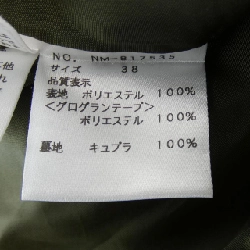 NO. NM-B17535
サイズ 38
品質表示
表地 ポリエステル 100%
<グログランテープ>
ポリエステル 100%
裏地 キュプラ 100%